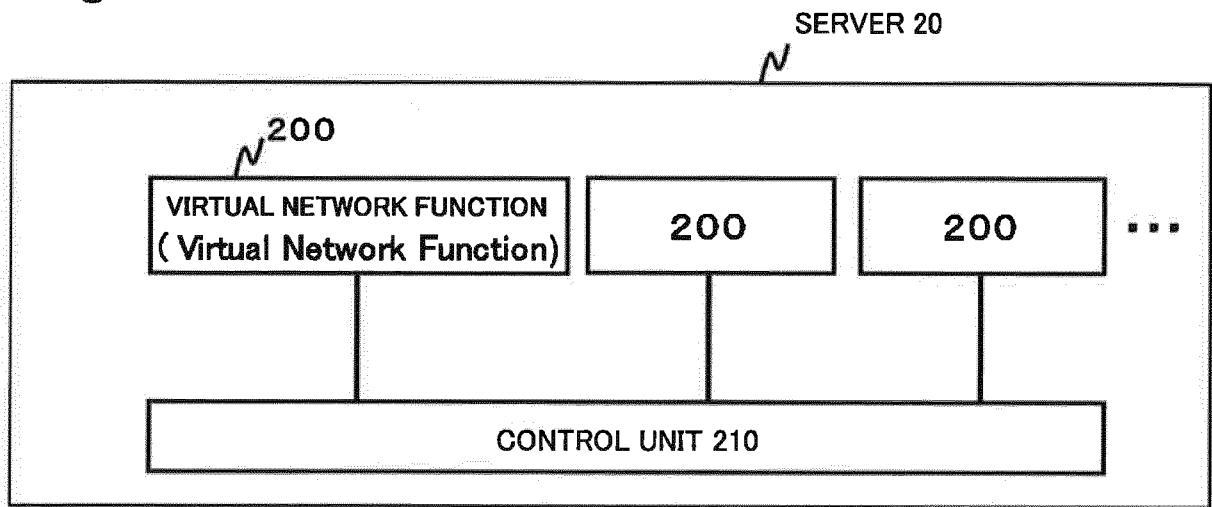 SERVER 20
200
VIRTUAL NETWORK FUNCTION
( Virtual Network Function)
200
200
...
CONTROL UNIT 210